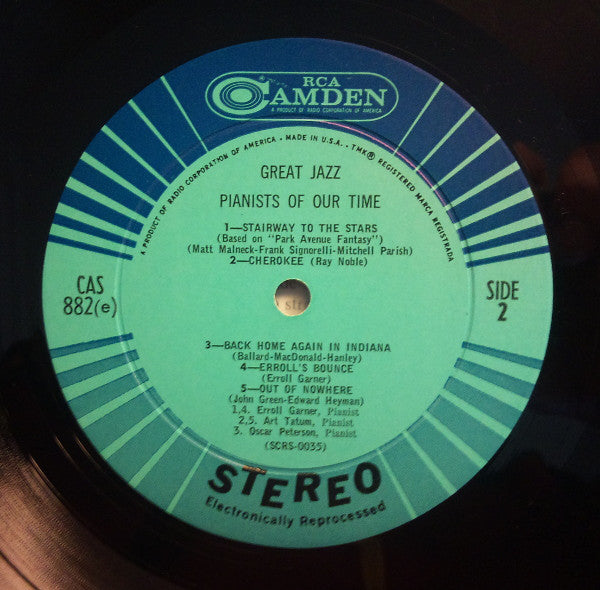 RCA
CAMDEN
®
A PRODUCT OF RADIO CORPORATION OF AMERICA
A PRODUCT OF RADIO CORPORATION OF AMERICA • MADE IN U.S.A. • TMK® REGISTERED MARCA REGISTRADA
GREAT JAZZ
PIANISTS OF OUR TIME
1—STAIRWAY TO THE STARS
(Based on "Park Avenue Fantasy")
(Matt Malneck-Frank Signorelli-Mitchell Parish)
2—CHEROKEE (Ray Noble)
CAS
882(e)
SIDE
2
3—BACK HOME AGAIN IN INDIANA
(Ballard-MacDonald-Hanley)
4—ERROLL'S BOUNCE
(Erroll Garner)
5—OUT OF NOWHERE
(John Green-Edward Heyman)
1,4. Erroll Garner, Pianist
2,5. Art Tatum, Pianist
3. Oscar Peterson, Pianist
(SCRS-0035)
STEREO
Electronically Reprocessed